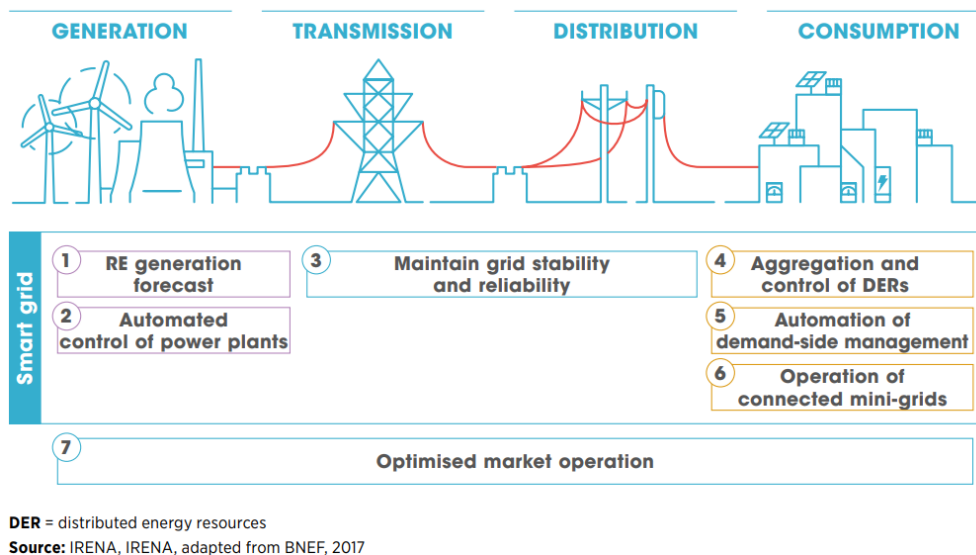 GENERATION
TRANSMISSION
DISTRIBUTION
CONSUMPTION
Smart grid
1
RE generation
forecast
2
Automated
control of power plants
3
Maintain grid stability
and reliability
4
Aggregation and
control of DERs
5
Automation of
demand-side management
6
Operation of
connected mini-grids
7
Optimised market operation
DER = distributed energy resources
Source: IRENA, IRENA, adapted from BNEF, 2017